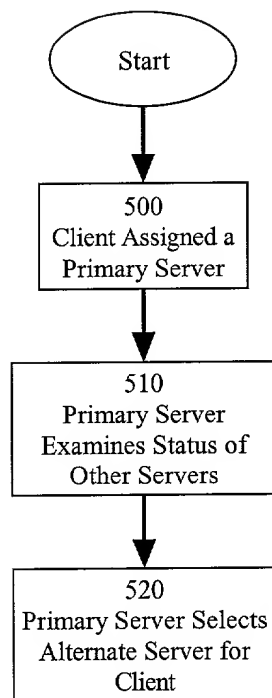 Start
500
Client Assigned a
Primary Server
510
Primary Server
Examines Status of
Other Servers
520
Primary Server Selects
Alternate Server for
Client